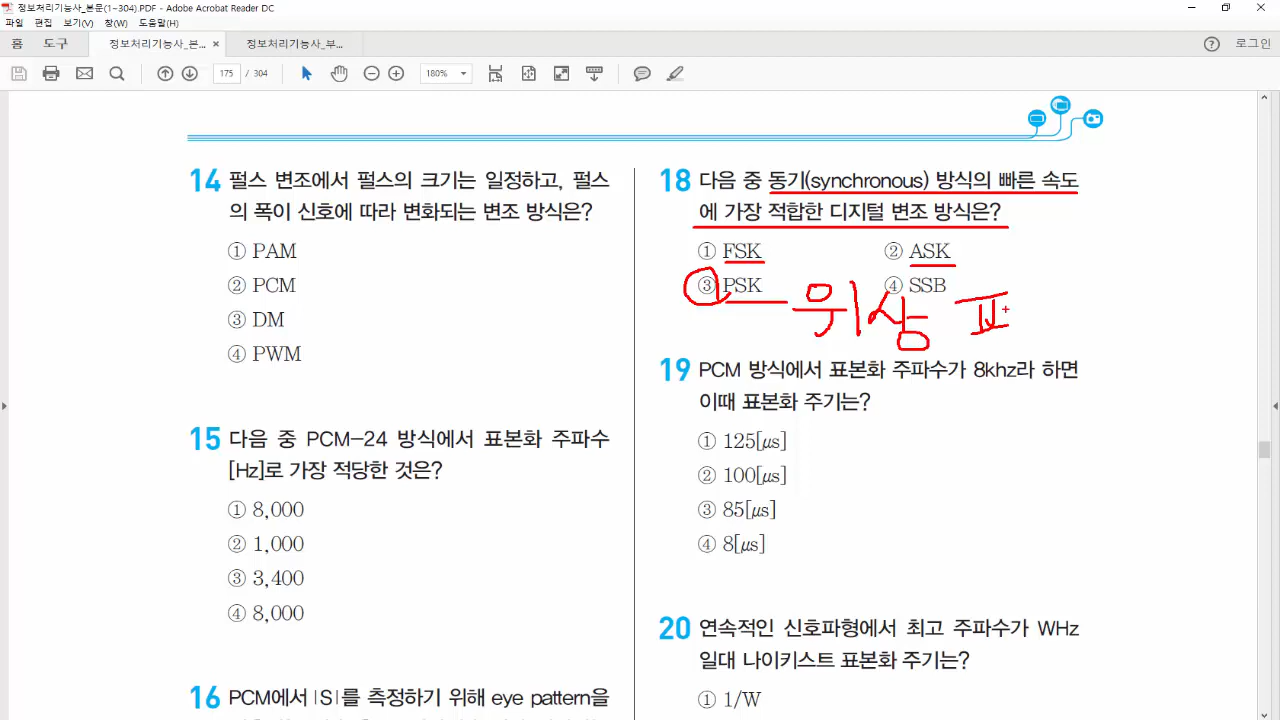 정보처리기능사_본문(1~304).PDF - Adobe Acrobat Reader DC
파일 편집 보기(V) 창(W) 도움말(H)
홈 도구 정보처리기능사_본... × 정보처리기능사_부... 로그인
175 / 304 180%
14 펄스 변조에서 펄스의 크기는 일정하고, 펄스
의 폭이 신호에 따라 변화되는 변조 방식은?
① PAM
② PCM
③ DM
④ PWM
15 다음 중 PCM-24 방식에서 표본화 주파수
[Hz]로 가장 적당한 것은?
① 8,000
② 1,000
③ 3,400
④ 8,000
16 PCM에서 |S|를 측정하기 위해 eye pattern을
18 다음 중 동기(synchronous) 방식의 빠른 속도
에 가장 적합한 디지털 변조 방식은?
① FSK ② ASK
③ PSK ④ SSB
위상
19 PCM 방식에서 표본화 주파수가 8khz라 하면
이때 표본화 주기는?
① 125[μs]
② 100[μs]
③ 85[μs]
④ 8[μs]
20 연속적인 신호파형에서 최고 주파수가 WHz
일대 나이키스트 표본화 주기는?
① 1/W